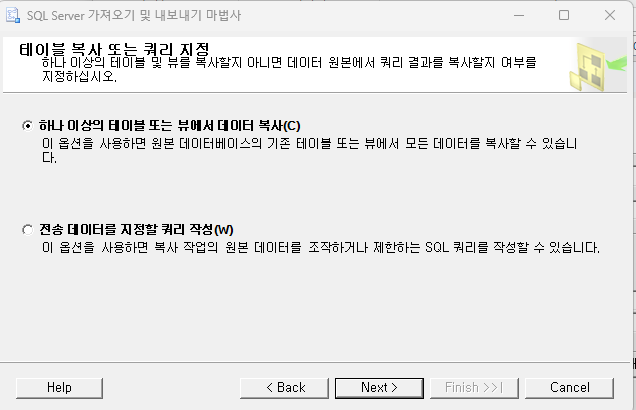 SQL Server 가져오기 및 내보내기 마법사
테이블 복사 또는 쿼리 지정
하나 이상의 테이블 및 뷰를 복사할지 아니면 데이터 원본에서 쿼리 결과를 복사할지 여부를
지정하십시오.
하나 이상의 테이블 또는 뷰에서 데이터 복사(C)
이 옵션을 사용하면 원본 데이터베이스의 기존 테이블 또는 뷰에서 모든 데이터를 복사할 수 있습니
다.
전송 데이터를 지정할 쿼리 작성(W)
이 옵션을 사용하면 복사 작업의 원본 데이터를 조작하거나 제한하는 SQL 쿼리를 작성할 수 있습니다.
Help
< Back
Next >
Finish >>|
Cancel